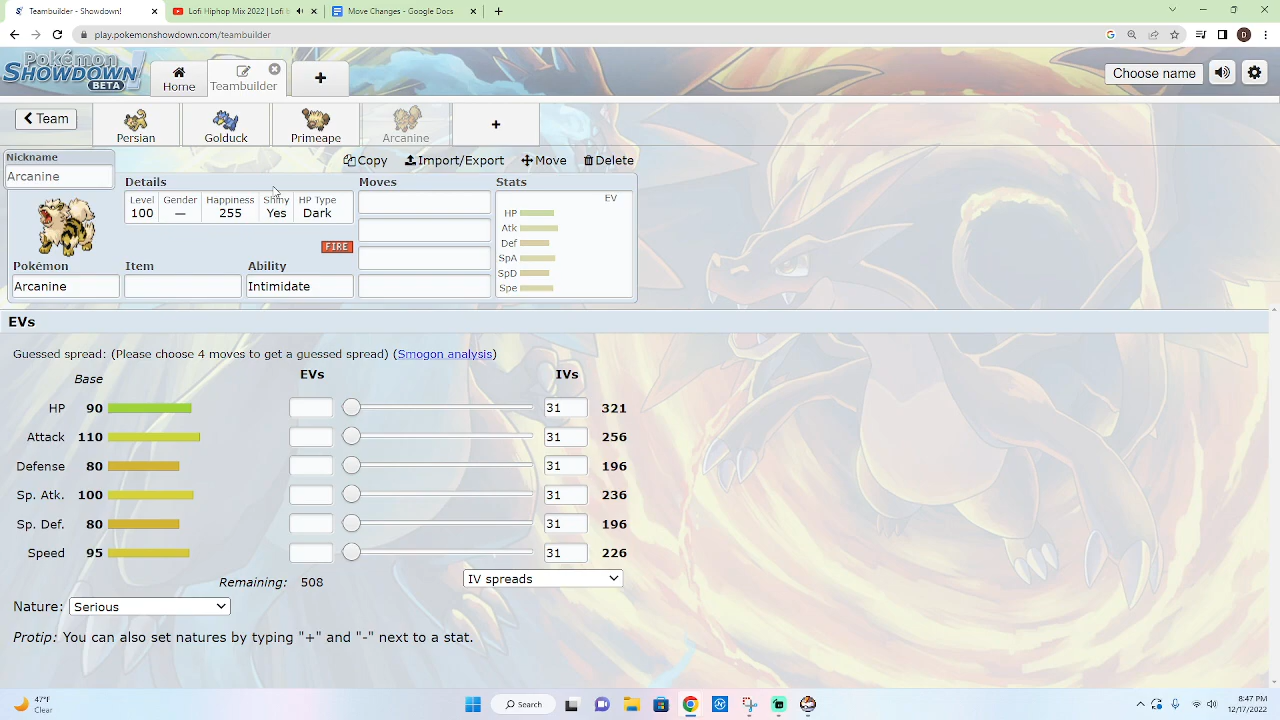 Teambuilder - Showdown!
Lofi Hiphop Mix 2022 | Lofi b
Move Changes - Google Docs
play.pokemonshowdown.com/teambuilder
Pokémon
SHOWDOWN!
BETA
Home
Teambuilder
+
Choose name
Team
Persian
Golduck
Primeape
Arcanine
+
Nickname
Arcanine
Copy
Import/Export
Move
Delete
Details
Moves
Stats
Level
Gender
Happiness
Shiny
HP Type
100
—
255
Yes
Dark
EV
HP
Atk
Def
SpA
SpD
Spe
FIRE
Pokémon
Item
Ability
Arcanine
Intimidate
EVs
Guessed spread: (Please choose 4 moves to get a guessed spread) (Smogon analysis)
Base
EVs
IVs
HP 90 31 321
Attack 110 31 256
Defense 80 31 196
Sp. Atk. 100 31 236
Sp. Def. 80 31 196
Speed 95 31 226
Remaining: 508
IV spreads
Nature: Serious
Protip: You can also set natures by typing "+" and "-" next to a stat.
47°F
Clear
Search
8:47 PM
12/17/2022